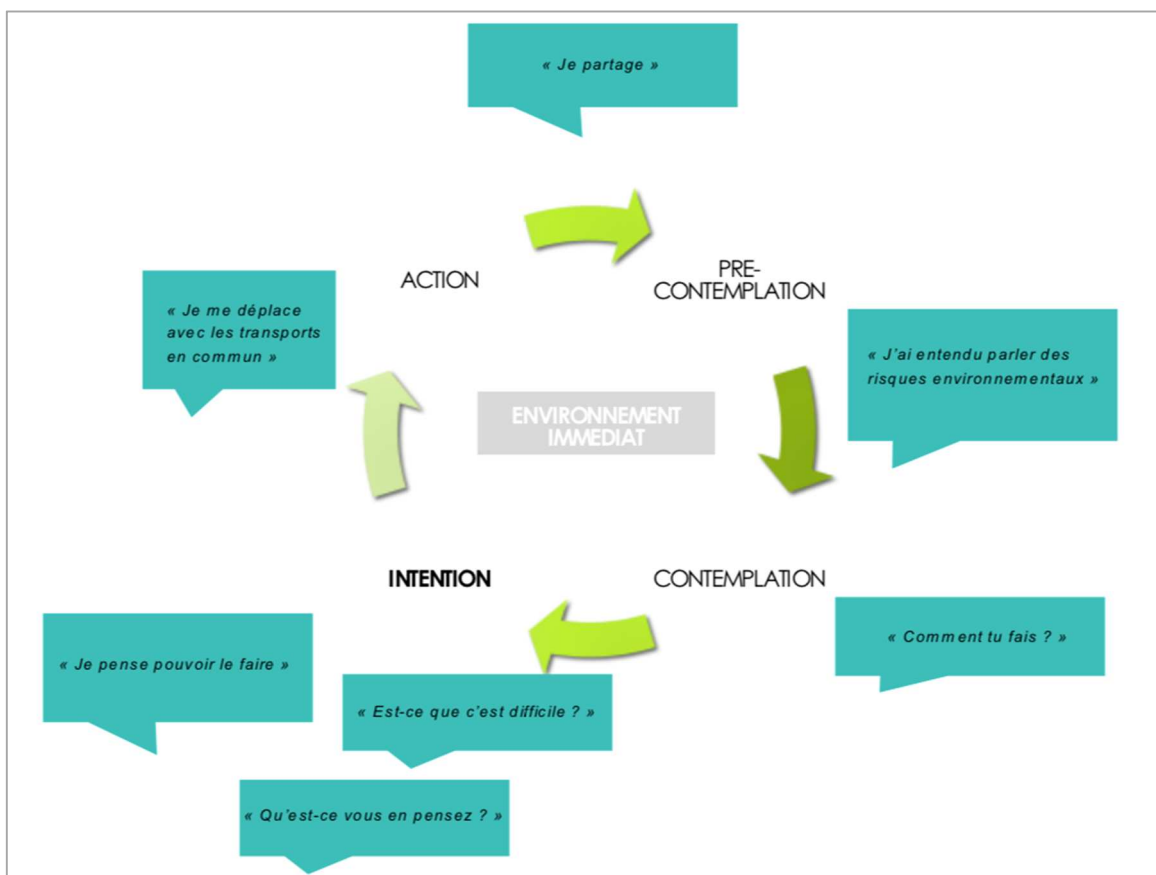 « Je partage »
ACTION
PRE-
CONTEMPLATION
« Je me déplace
avec les transports
en commun »
« J’ai entendu parler des
risques environnementaux »
ENVIRONNEMENT
IMMEDIAT
INTENTION
CONTEMPLATION
« Comment tu fais ? »
« Je pense pouvoir le faire »
« Est-ce que c’est difficile ? »
« Qu’est-ce vous en pensez ? »